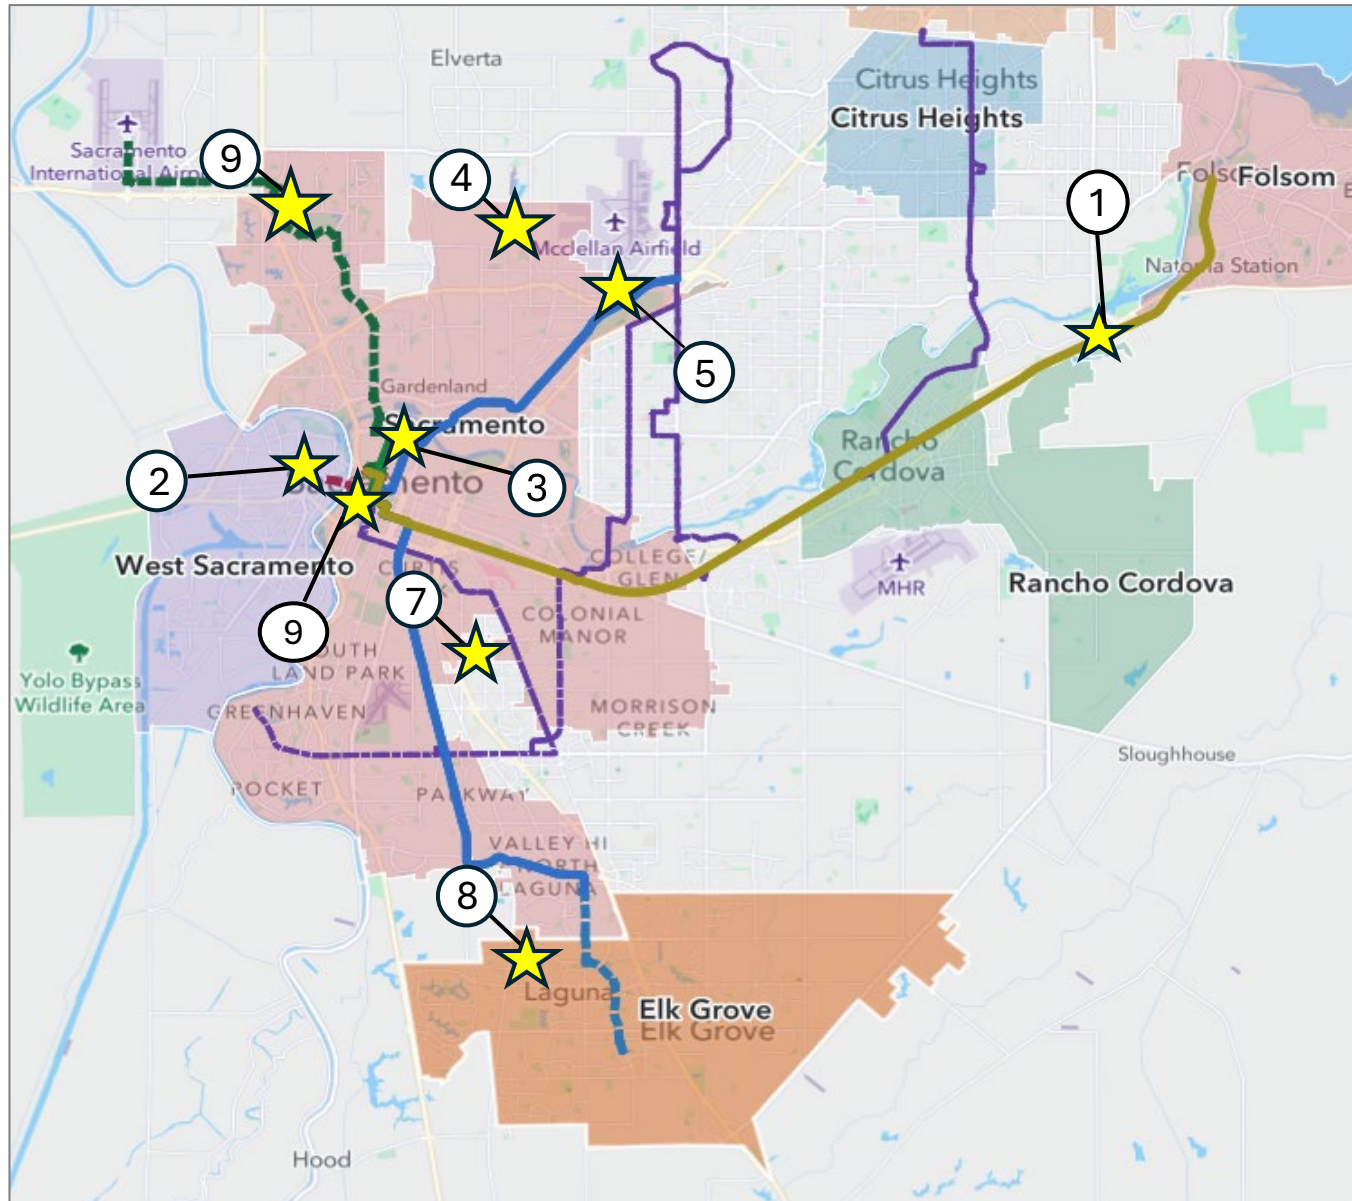 Elverta
Citrus Heights
Citrus Heights
Sacramento
International Airp
9
4
1
Folso
Folsom
E
Mcclellan Airfield
Natoma Station
5
Gardenland
Sacramento
Sacramento
2
3
Rancho
Cordova
West Sacramento
CURTIS
COLLEGE/
GLEN
MHR
Rancho Cordova
7
COLONIAL
MANOR
9
SOUTH
LAND PARK
Yolo Bypass
Wildlife Area
GREENHAVEN
MORRISON
CREEK
Sloughhouse
POCKET
PARKWAY
VALLEY HI
NORTH
LAGUNA
8
Laguna
Elk Grove
Elk Grove
Hood